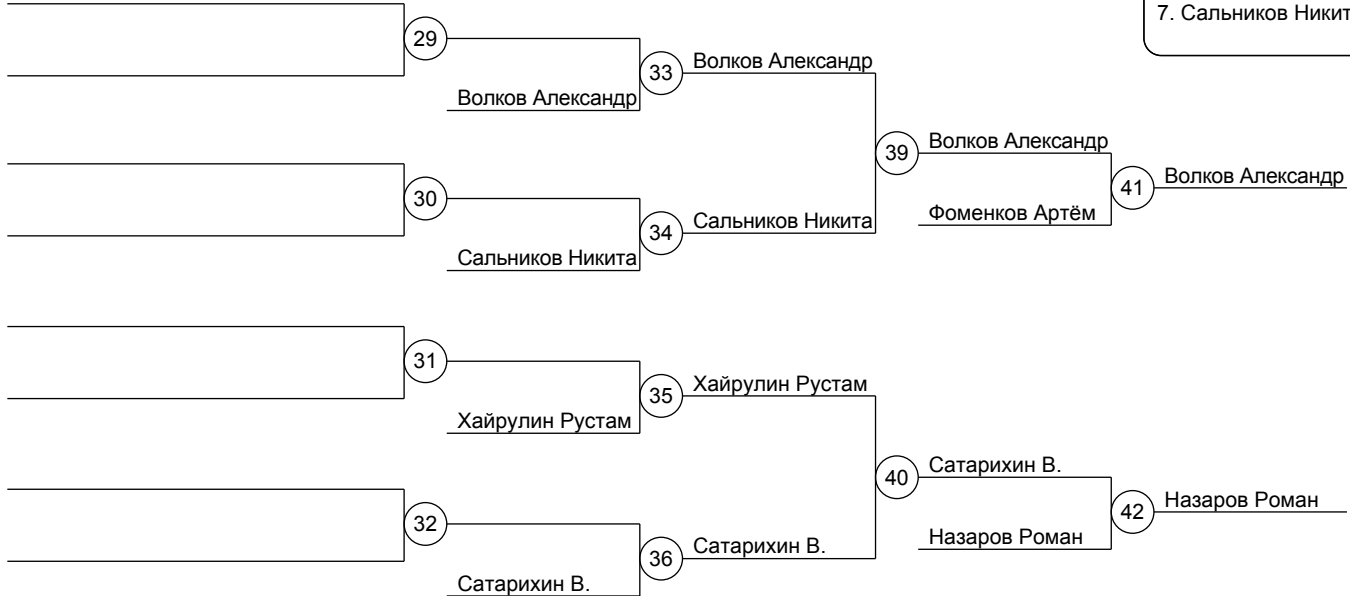 7. Сальников Никит
29
33
Волков Александр
Волков Александр
39
Волков Александр
41
Волков Александр
30
34
Сальников Никита
Фоменков Артём
Сальников Никита
31
35
Хайрулин Рустам
Хайрулин Рустам
40
Сатарихин В.
42
Назаров Роман
32
36
Сатарихин В.
Назаров Роман
Сатарихин В.